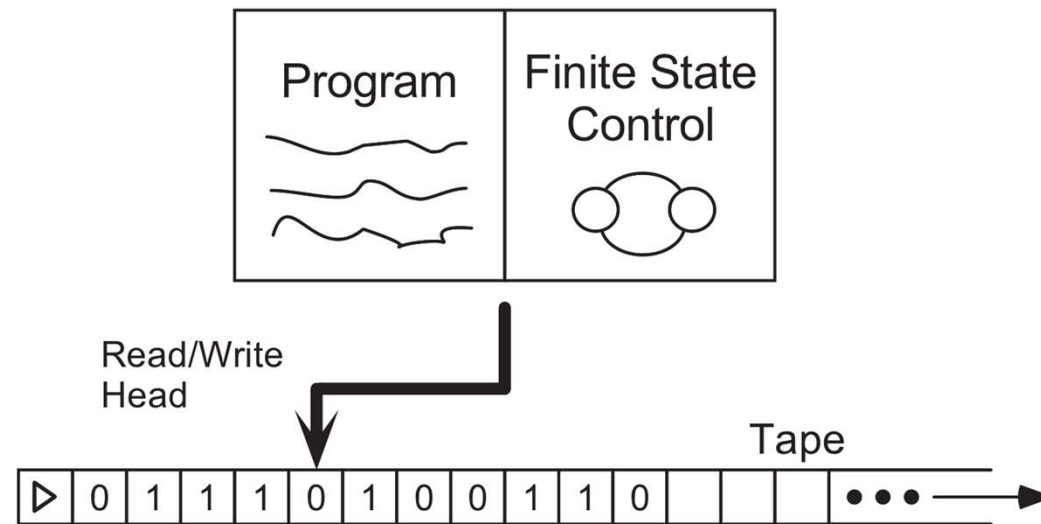 Program
Finite State
Control
Read/Write
Head
Tape
0 1 1 1 0 1 0 0 1 1 0